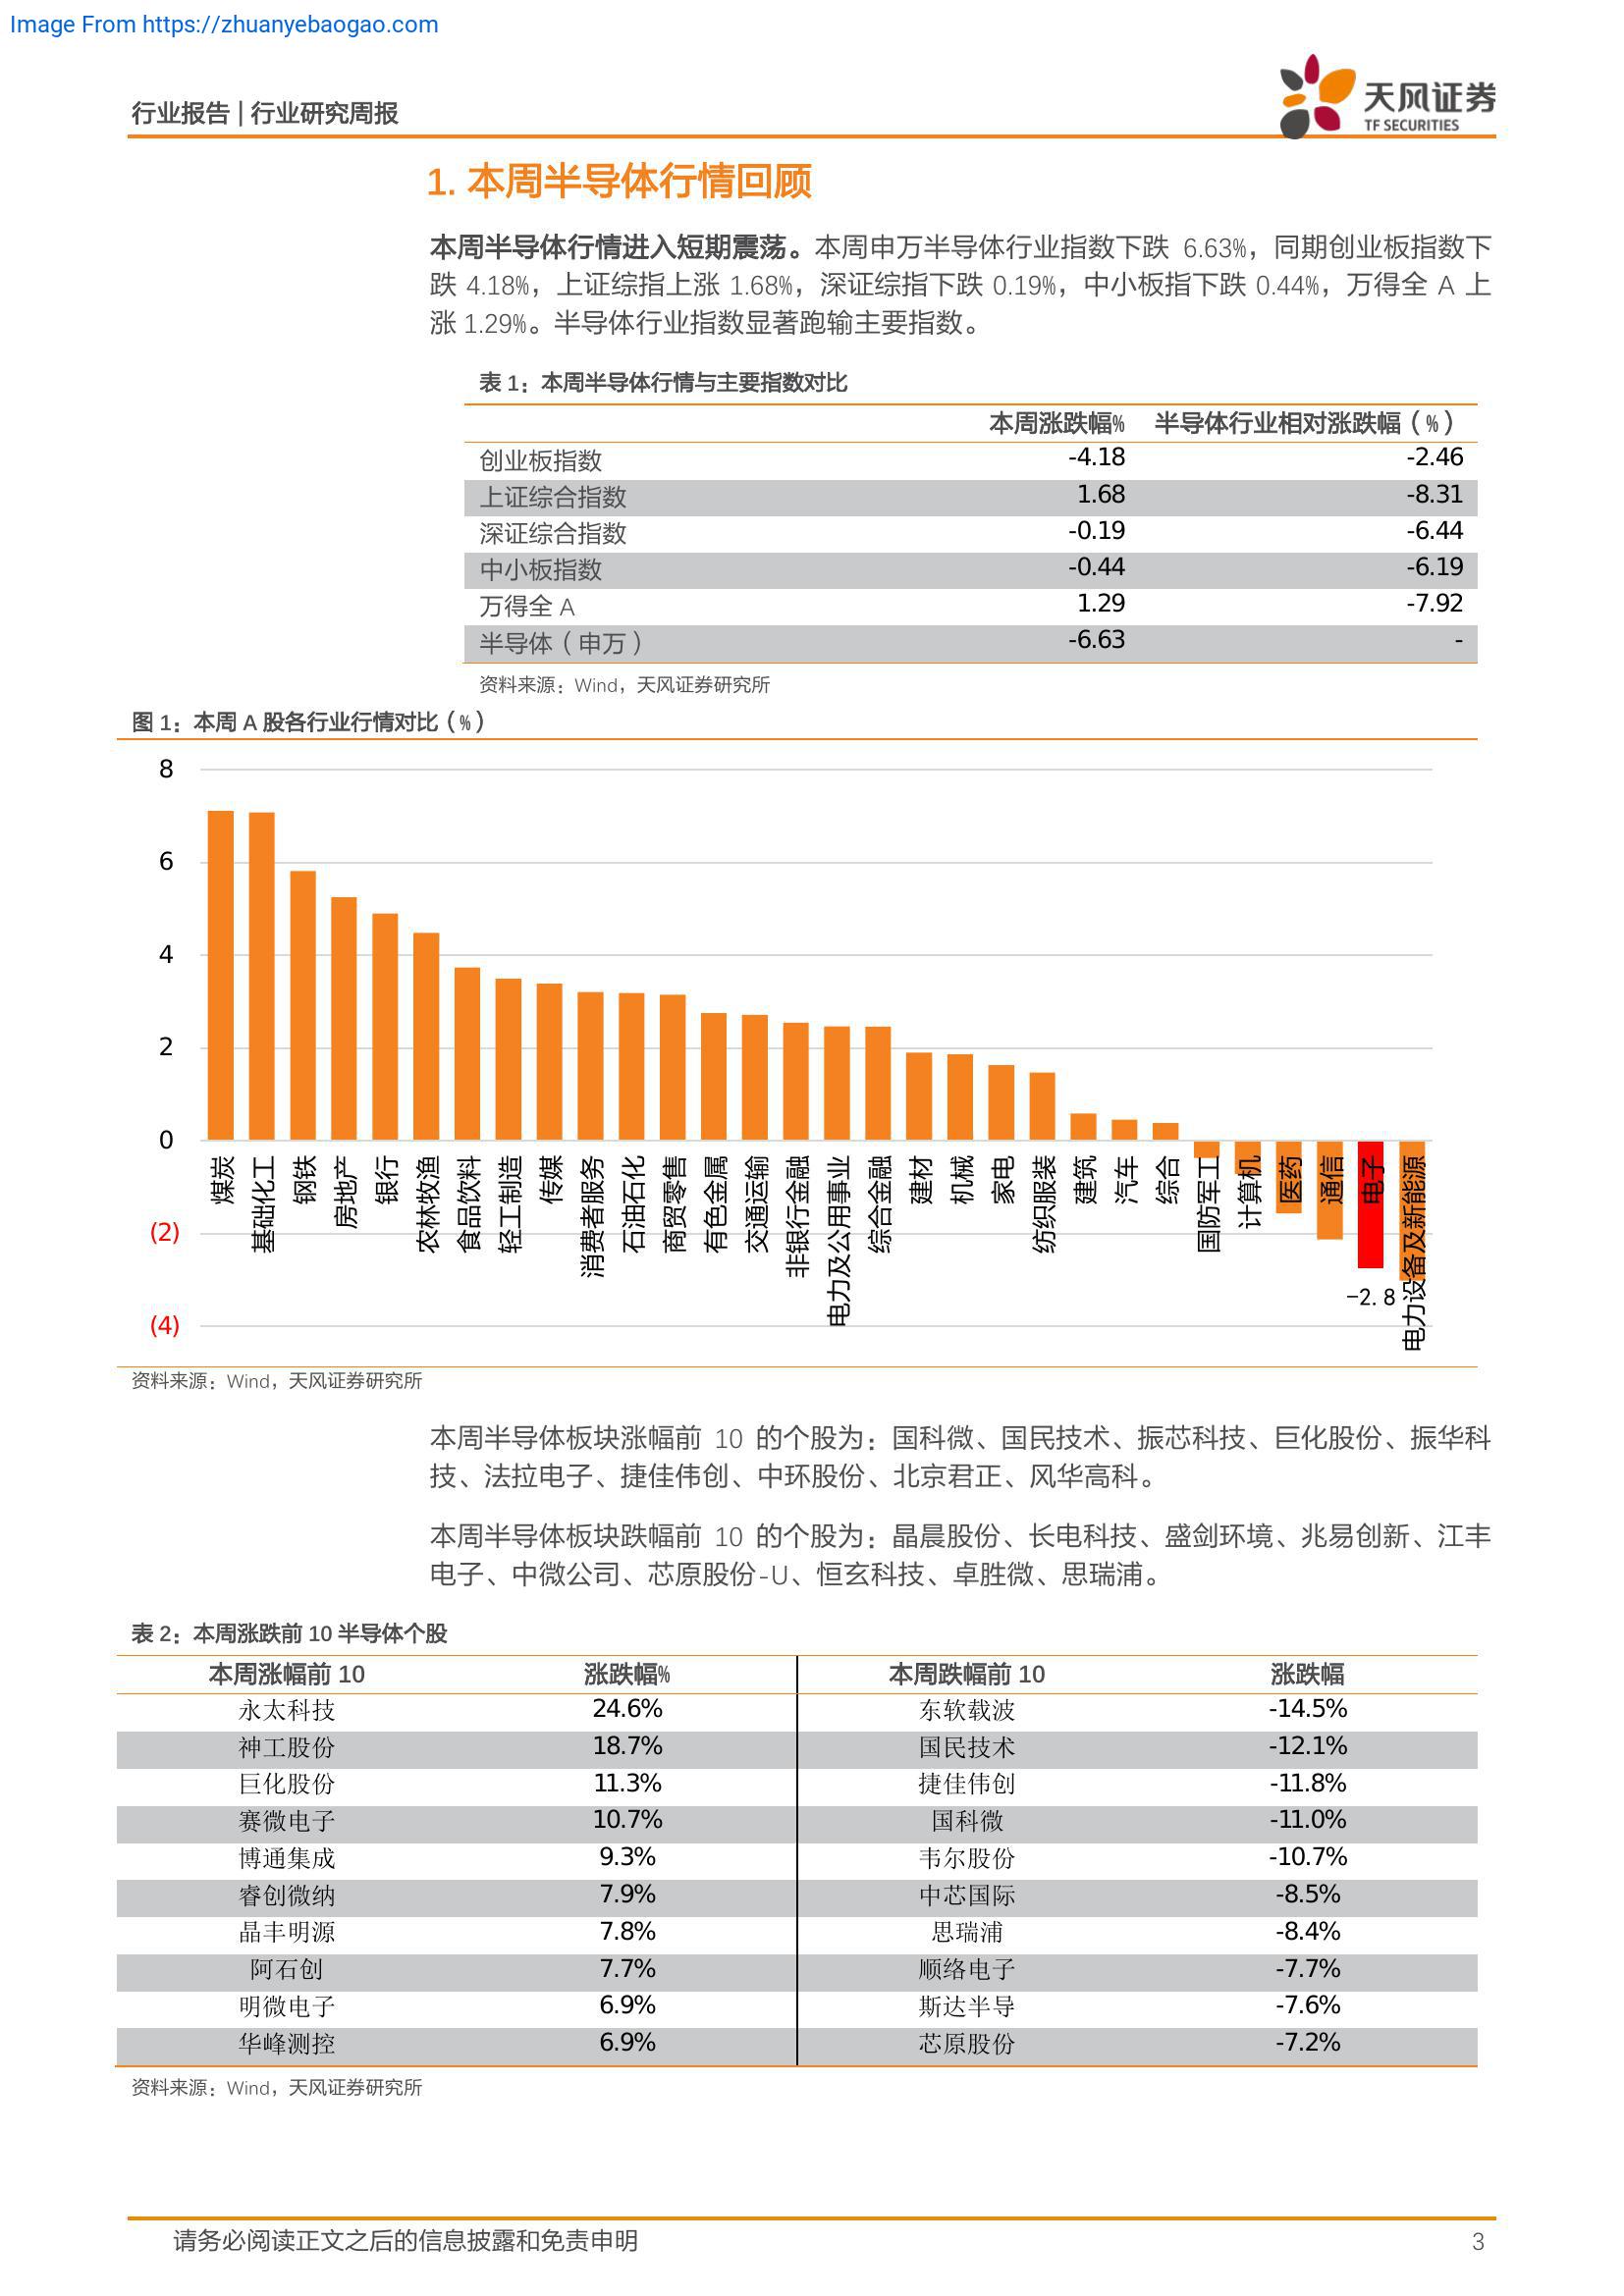 Image From https://zhuanyebaogao.com
行业报告 | 行业研究周报
天风证券
TF SECURITIES
1. 本周半导体行情回顾
本周半导体行情进入短期震荡。本周申万半导体行业指数下跌 6.63%，同期创业板指数下
跌 4.18%，上证综指上涨 1.68%，深证综指下跌 0.19%，中小板指下跌 0.44%，万得全 A 上
涨 1.29%。半导体行业指数显著跑输主要指数。
表 1：本周半导体行情与主要指数对比
本周涨跌幅% 半导体行业相对涨跌幅（%）
创业板指数 -4.18 -2.46
上证综合指数 1.68 -8.31
深证综合指数 -0.19 -6.44
中小板指数 -0.44 -6.19
万得全 A 1.29 -7.92
半导体（申万） -6.63 -
资料来源：Wind，天风证券研究所
图 1：本周 A 股各行业行情对比（%）
8
6
4
2
0
(2)
(4)
煤炭
基础化工
钢铁
房地产
银行
农林牧渔
食品饮料
轻工制造
传媒
消费者服务
石油石化
商贸零售
有色金属
交通运输
非银行金融
电力及公用事业
综合金融
建材
机械
家电
纺织服装
建筑
汽车
综合
国防军工
计算机
医药
通信
电子
电力设备及新能源
−2.8
资料来源：Wind，天风证券研究所
本周半导体板块涨幅前 10 的个股为：国科微、国民技术、振芯科技、巨化股份、振华科
技、法拉电子、捷佳伟创、中环股份、北京君正、风华高科。
本周半导体板块跌幅前 10 的个股为：晶晨股份、长电科技、盛剑环境、兆易创新、江丰
电子、中微公司、芯原股份-U、恒玄科技、卓胜微、思瑞浦。
表 2：本周涨跌前 10 半导体个股
本周涨幅前 10 涨跌幅% 本周跌幅前 10 涨跌幅
永太科技 24.6% 东软载波 -14.5%
神工股份 18.7% 国民技术 -12.1%
巨化股份 11.3% 捷佳伟创 -11.8%
赛微电子 10.7% 国科微 -11.0%
博通集成 9.3% 韦尔股份 -10.7%
睿创微纳 7.9% 中芯国际 -8.5%
晶丰明源 7.8% 思瑞浦 -8.4%
阿石创 7.7% 顺络电子 -7.7%
明微电子 6.9% 斯达半导 -7.6%
华峰测控 6.9% 芯原股份 -7.2%
资料来源：Wind，天风证券研究所
请务必阅读正文之后的信息披露和免责申明 3